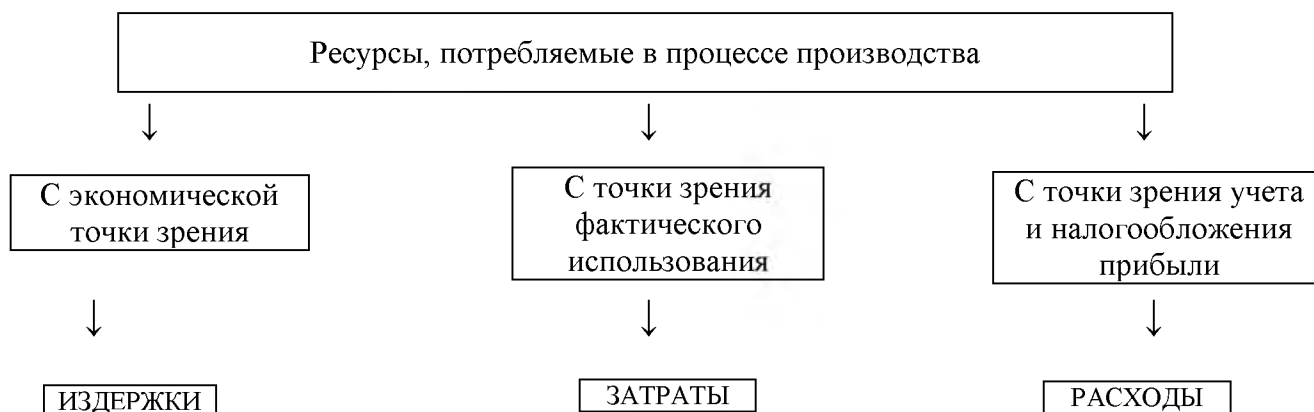 Ресурсы, потребляемые в процессе производства
С экономической
точки зрения
С точки зрения
фактического
использования
С точки зрения учета
и налогообложения
прибыли
ИЗДЕРЖКИ
ЗАТРАТЫ
РАСХОДЫ